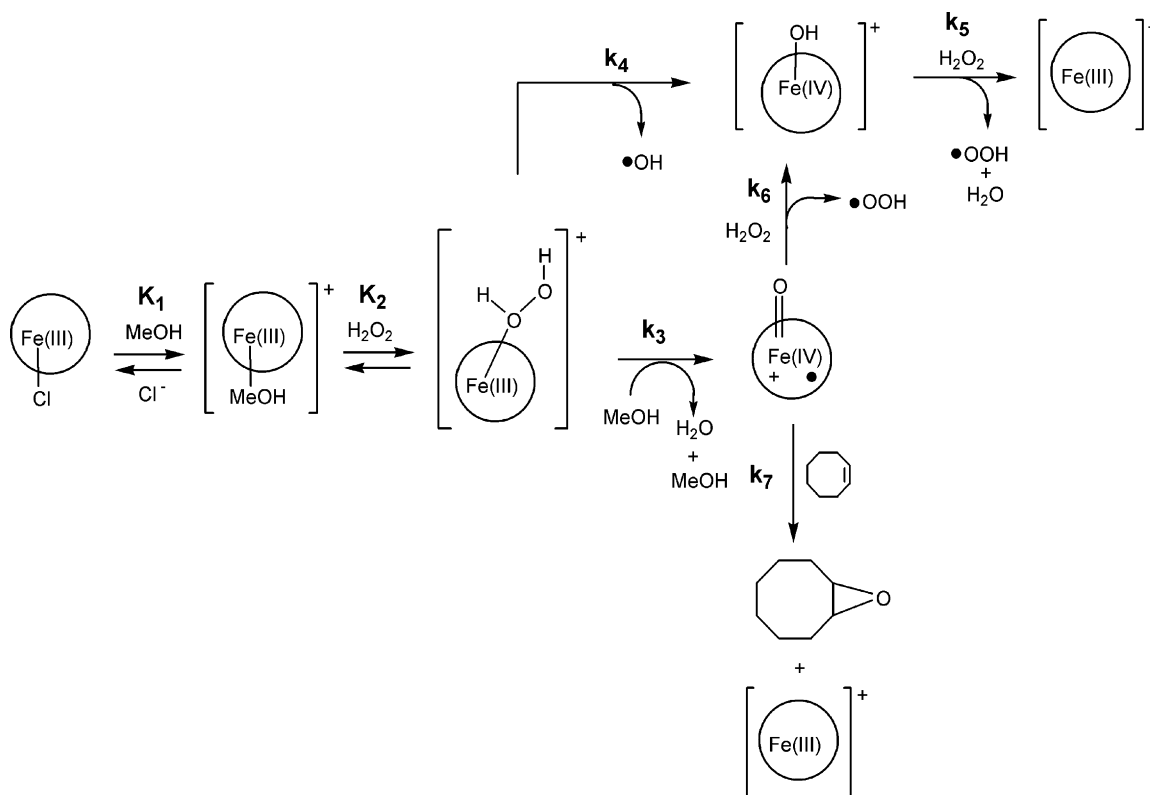 OH
+
k5
H2O2
Fe(III)
k4
Fe(IV)
•OH
•OOH
+
H2O
k6
•OOH
H2O2
+
H
H
O
O
O
K1
MeOH
Fe(III)
+
K2
H2O2
k3
Fe(III)
Cl-
Cl
MeOH
Fe(III)
Fe(IV)
+ •
MeOH
H2O
+
MeOH
k7
O
+
+
Fe(III)